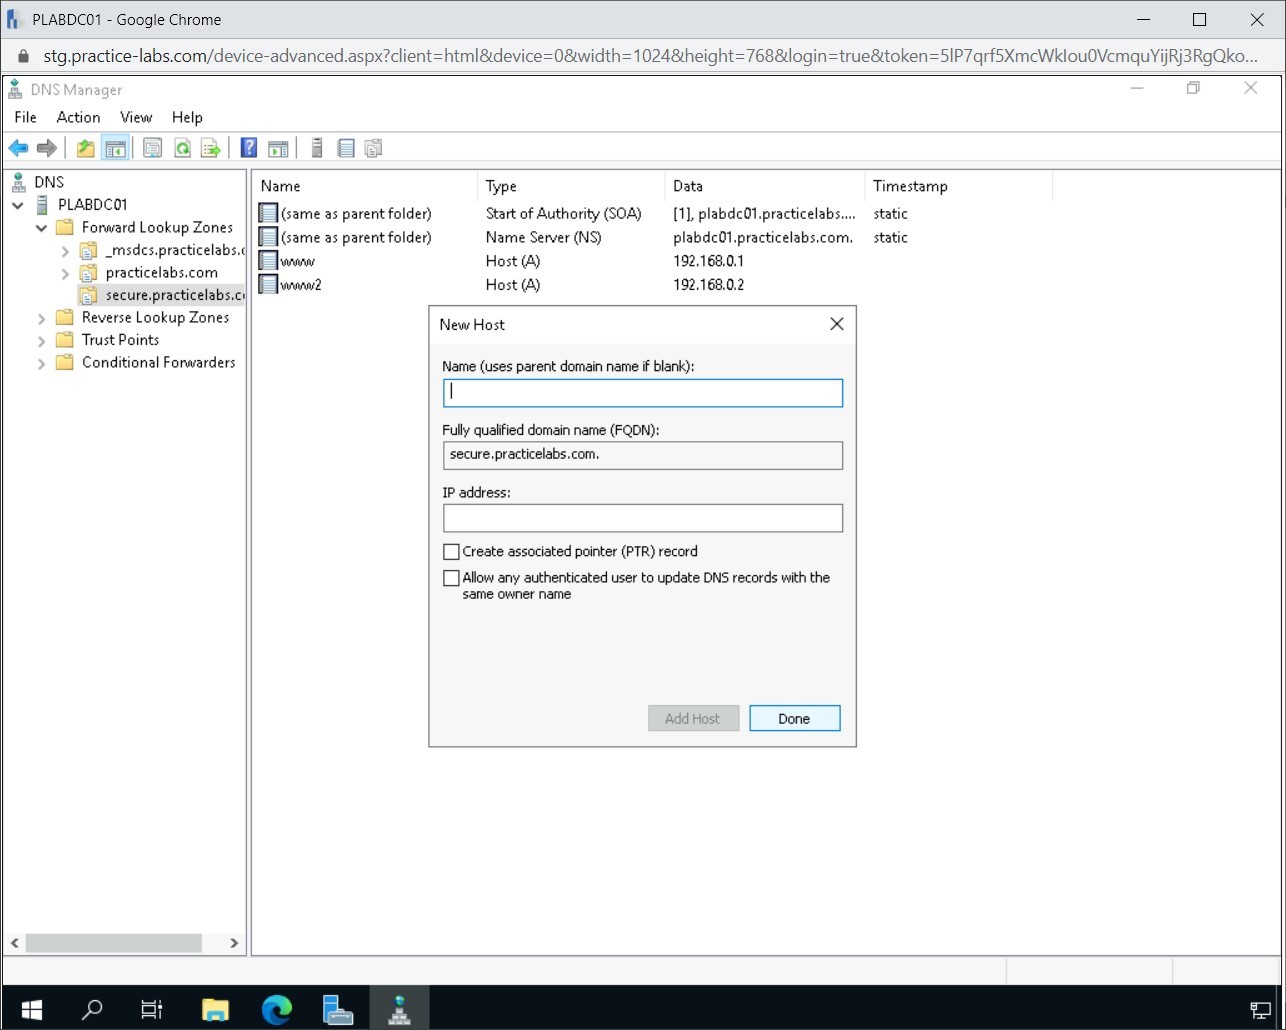 PLABDC01 - Google Chrome
stg.practice-labs.com/device-advanced.aspx?client=html&device=0&width=1024&height=768&login=true&token=5lP7qrf5XmcWkIou0VcmquYijRj3RgQko...
DNS Manager
File Action View Help
DNS
PLABDC01
Forward Lookup Zones
_msdcs.practicelabs.c
practicelabs.com
secure.practicelabs.co
Reverse Lookup Zones
Trust Points
Conditional Forwarders
Name Type Data Timestamp
(same as parent folder) Start of Authority (SOA) [1], plabdc01.practicelabs.... static
(same as parent folder) Name Server (NS) plabdc01.practicelabs.com. static
www Host (A) 192.168.0.1
www2 Host (A) 192.168.0.2
New Host
Name (uses parent domain name if blank):
Fully qualified domain name (FQDN):
secure.practicelabs.com.
IP address:
Create associated pointer (PTR) record
Allow any authenticated user to update DNS records with the
same owner name
Add Host Done